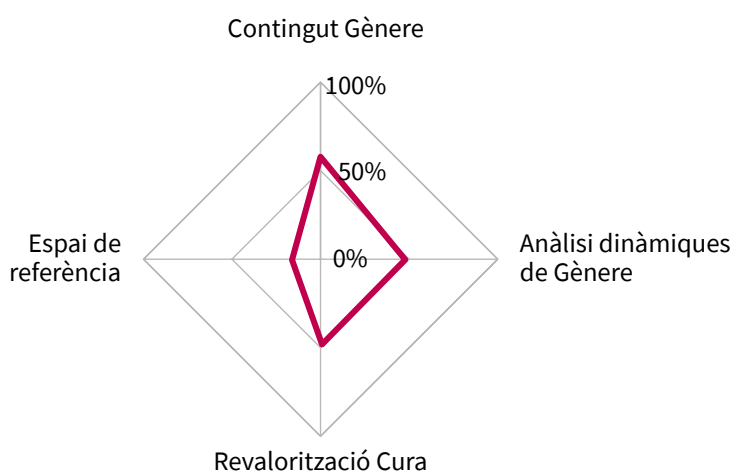 Contingut Gènere
100%
50%
Espai de
referència
0%
Anàlisi dinàmiques
de Gènere
Revalorització Cura